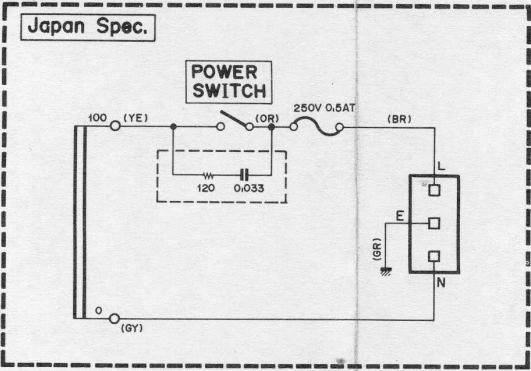 Japan Spec.
POWER
SWITCH
100 (YE)
(OR)
250V 0.5AT
(BR)
120 0.033
L
E
(GR)
N
0
(GY)